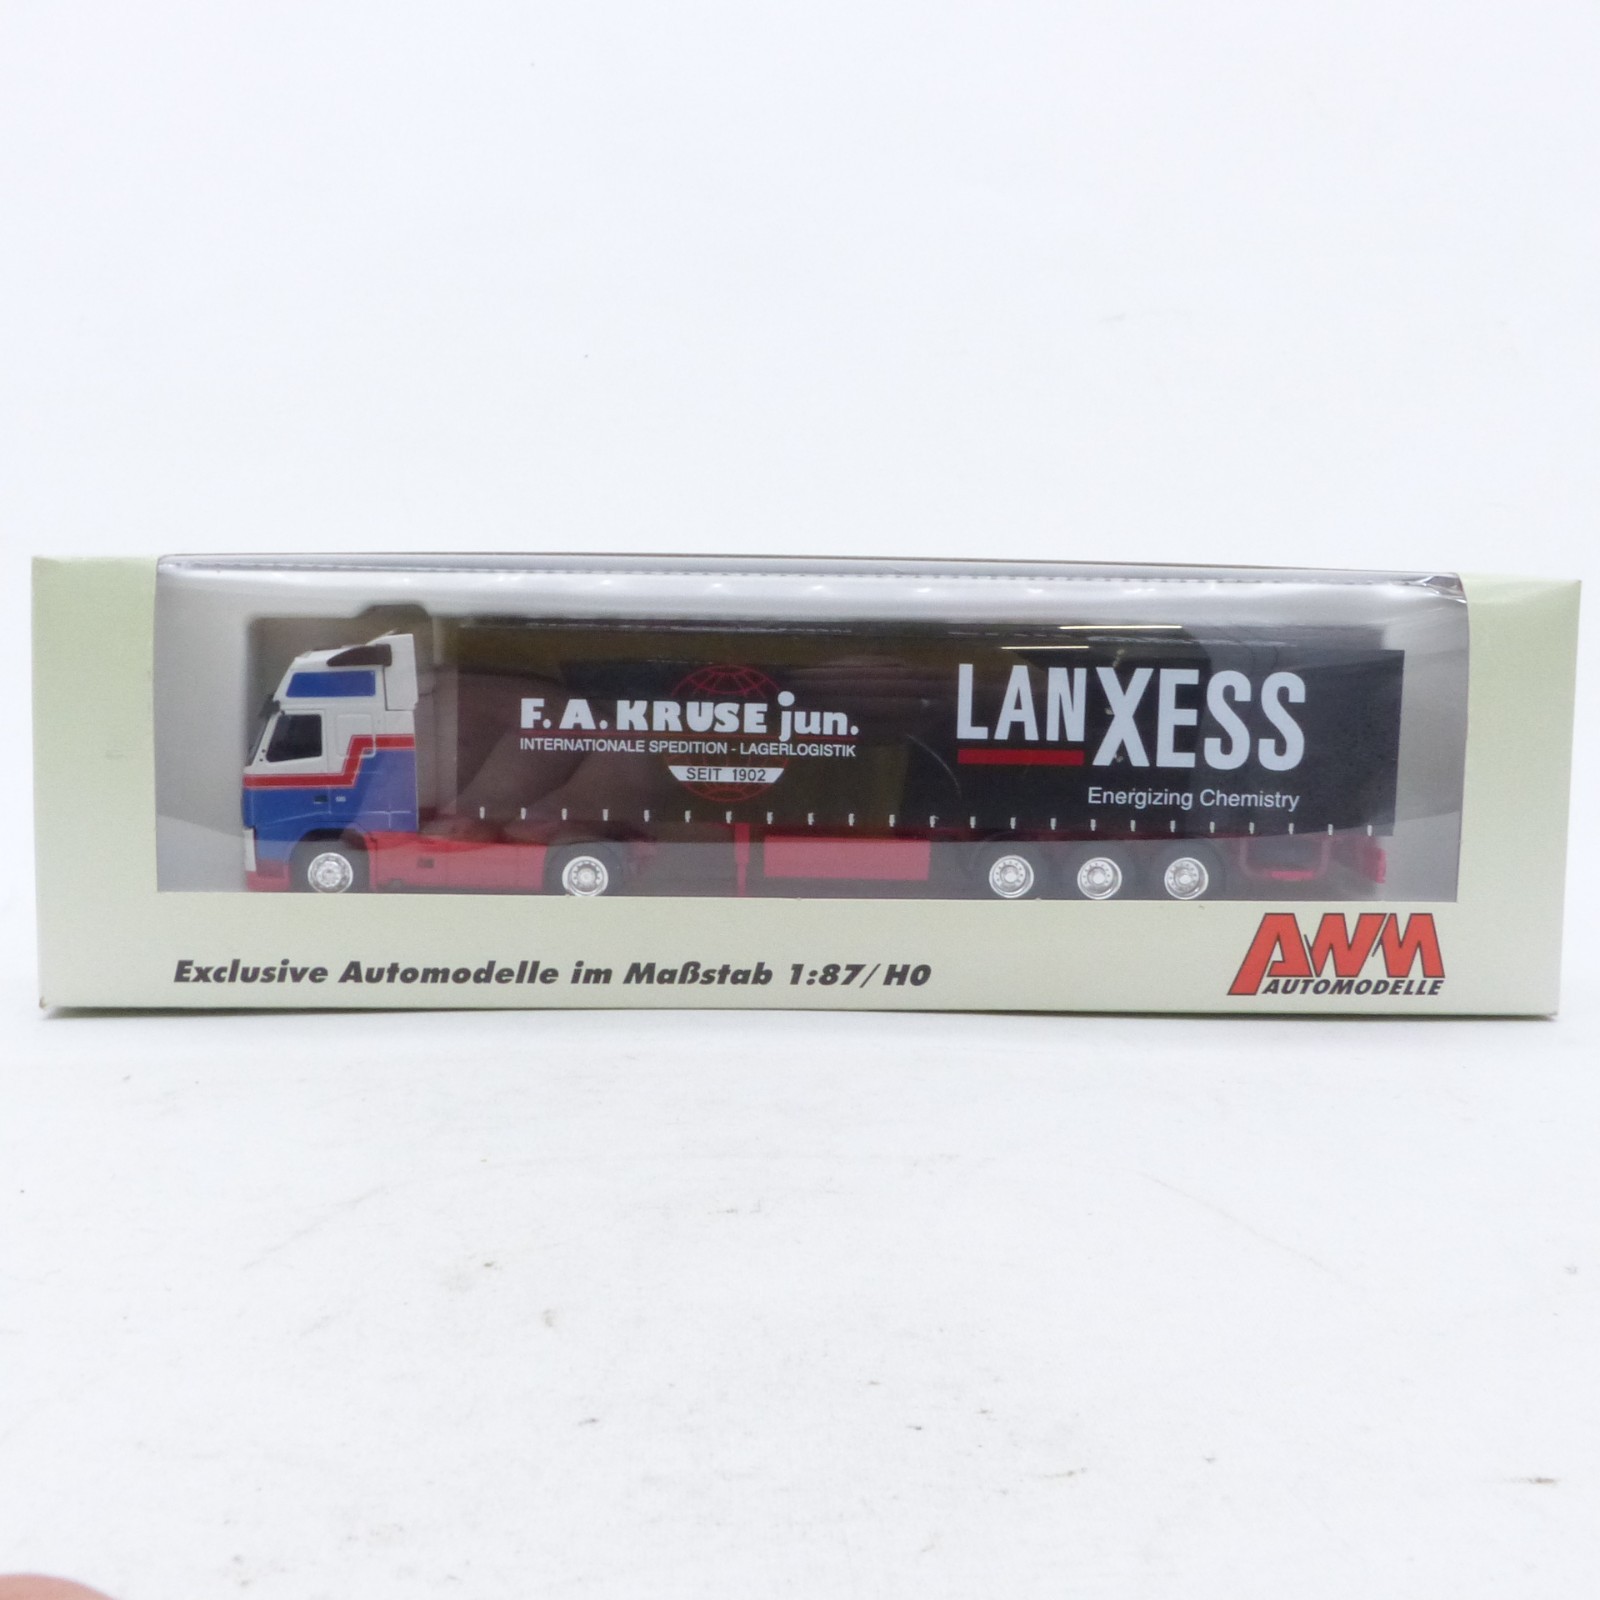 F. A. KRUSE jun.
INTERNATIONALE SPEDITION - LAGERLOGISTIK
SEIT 1902
LANXESS
Energizing Chemistry
Exclusive Automodelle im Maßstab 1:87/H0
AWM
AUTOMODELLE